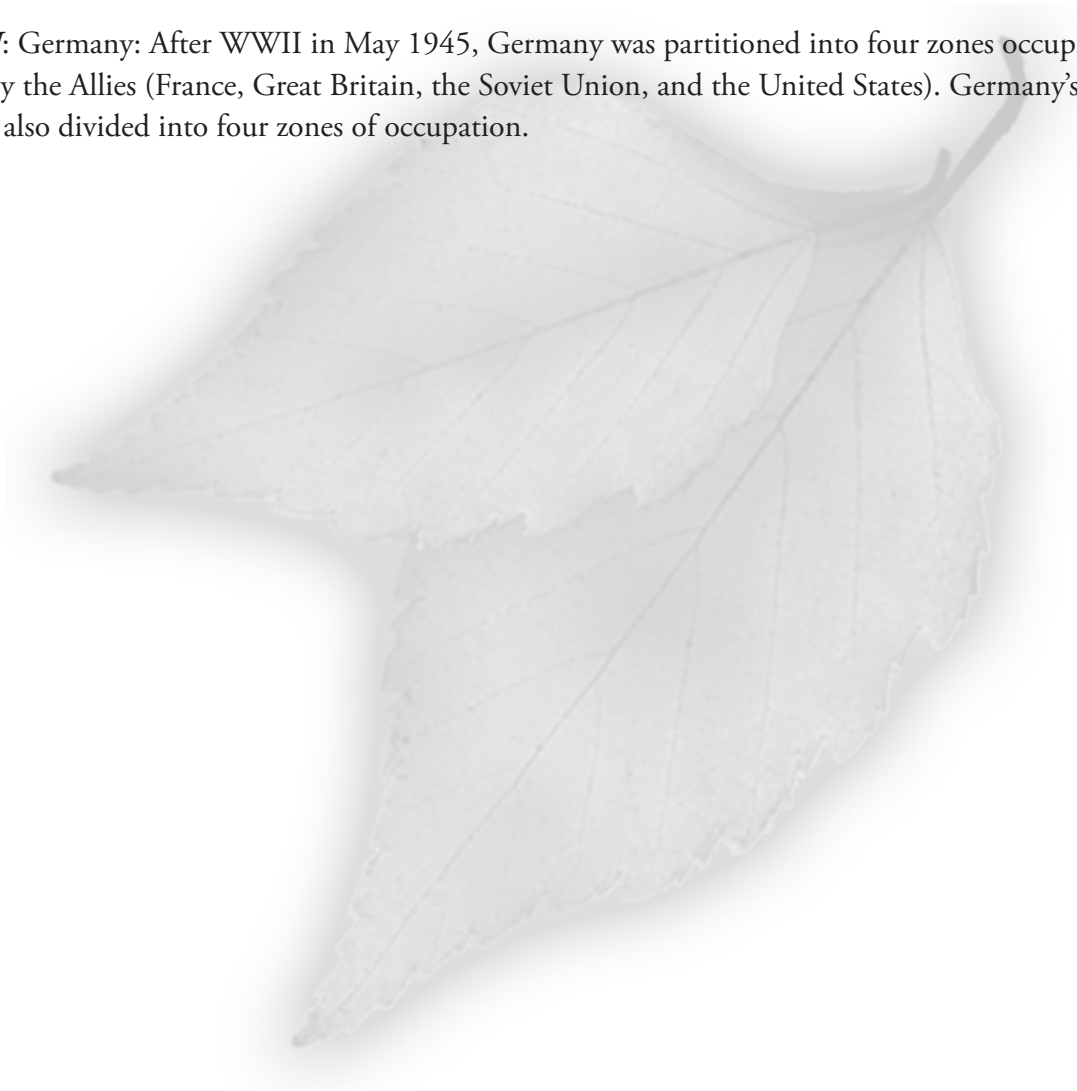 : Germany: After WWII in May 1945, Germany was partitioned into four zones
the Allies (France, Great Britain, the Soviet Union, and the United States). Germany’s
also divided into four zones of occupation.